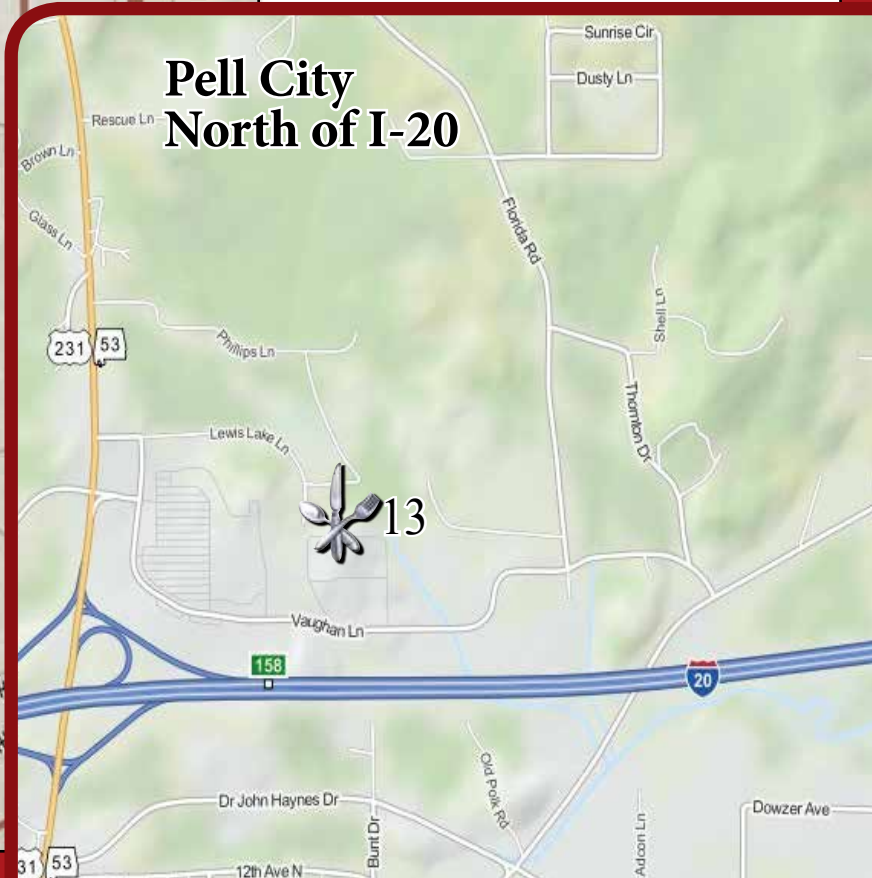 Sunrise Cir
Pell City
Dusty Ln
North of I-20
Rescue Ln
Brown Ln
Glass Ln
Florida Rd
Shell Ln
231 53
Phillips Ln
Thornton Dr
Lewis Lake Ln
13
Vaughan Ln
158
20
Old Polk Rd
Dr John Haynes Dr
Dowzer Ave
Bunt Dr
Adcon Ln
31 53
12th Ave N